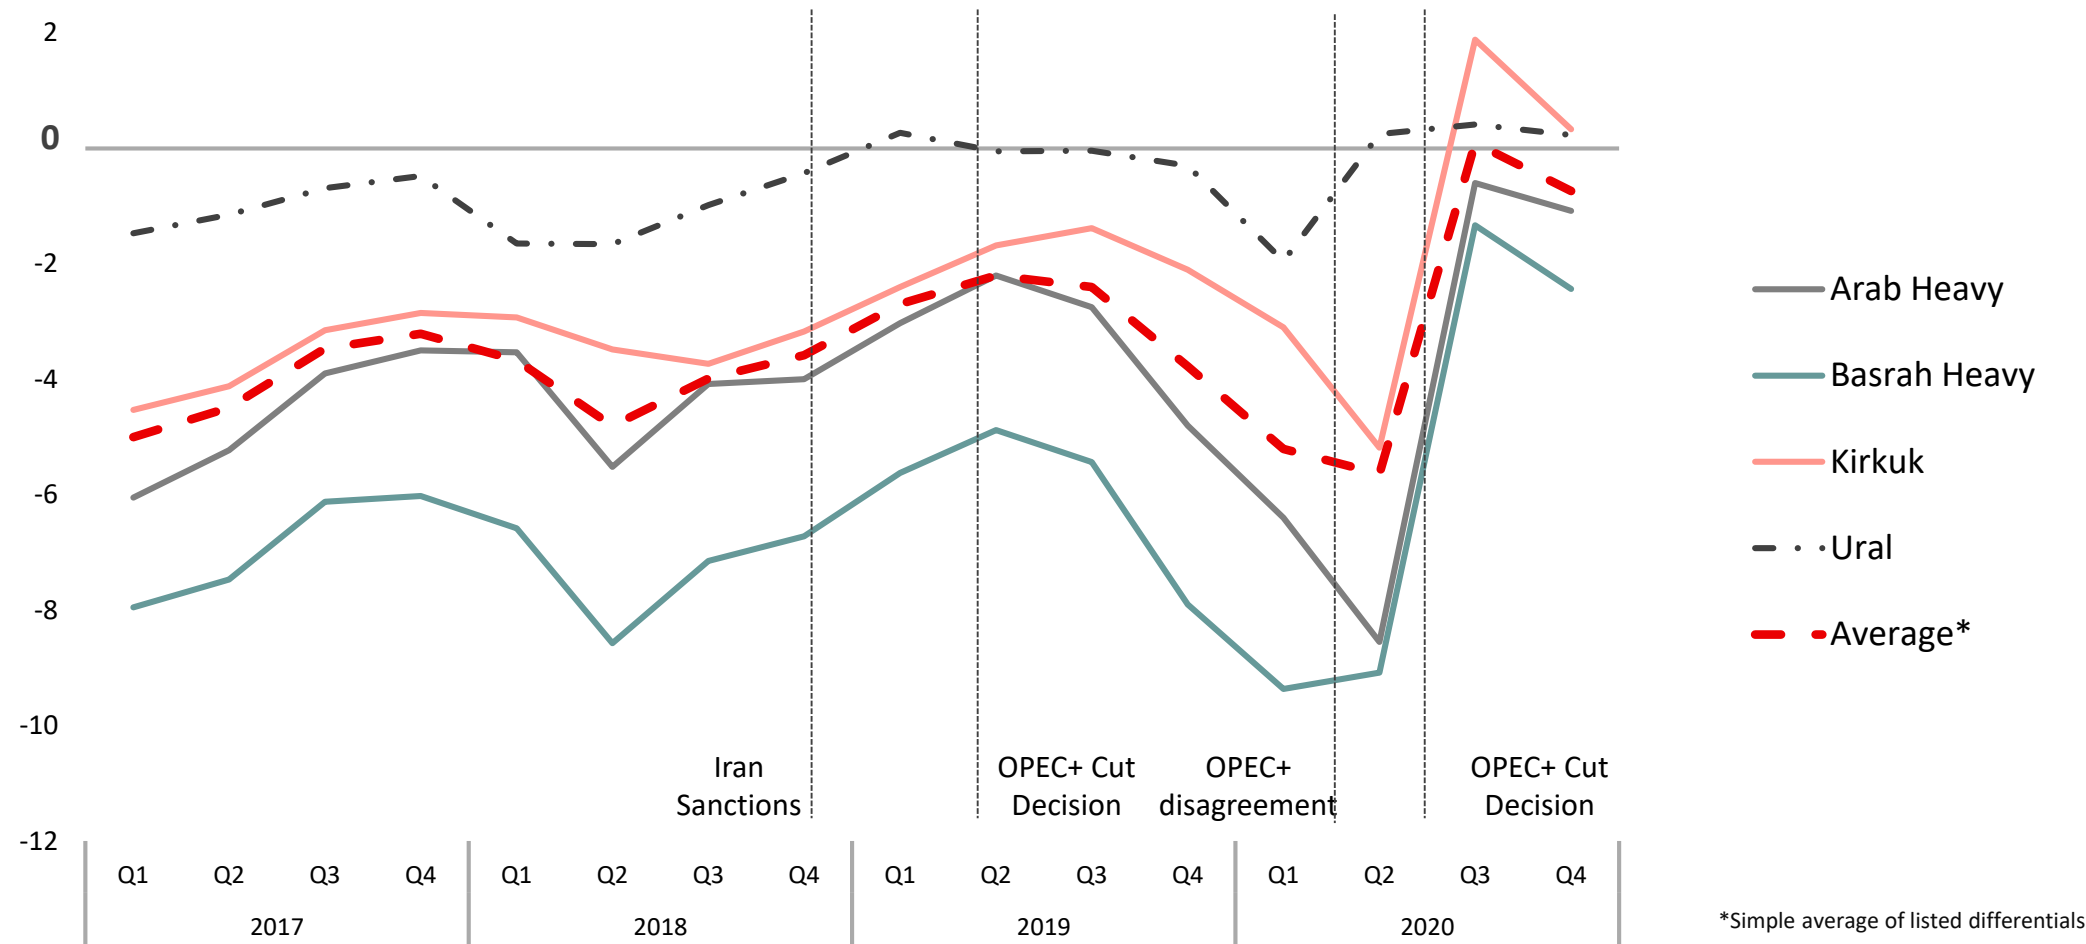 2
0
-2
-4
-6
-8
-10
-12
Iran
Sanctions
OPEC+ Cut
Decision
OPEC+
disagreement
OPEC+ Cut
Decision
Arab Heavy
Basrah Heavy
Kirkuk
Ural
Average*
Q1 Q2 Q3 Q4 Q1 Q2 Q3 Q4 Q1 Q2 Q3 Q4 Q1 Q2 Q3 Q4
2017 2018 2019 2020
*Simple average of listed differentials